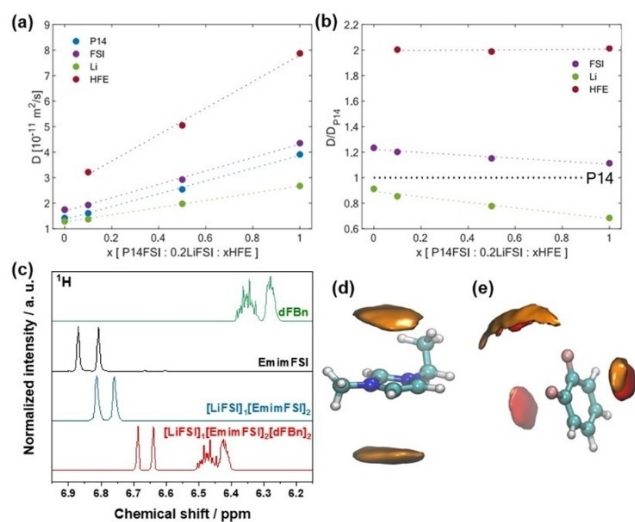 (a)
9
8
7
6
5
4
3
2
1
D [10⁻¹¹ m²/s]
P14
FSI
Li
HFE
0 0.2 0.4 0.6 0.8 1
x [ P14FSI : 0.2LiFSI : xHFE ]
(b)
2.2
2
1.8
1.6
1.4
1.2
1
0.8
0.6
D/D_P14
FSI
Li
HFE
P14
0 0.2 0.4 0.6 0.8 1
x [ P14FSI : 0.2LiFSI : xHFE ]
(c)
Normalized intensity / a. u.
¹H
dFBn
EmimFSI
[LiFSI]₁[EmimFSI]₂
[LiFSI]₁[EmimFSI]₂[dFBn]₂
6.9 6.8 6.7 6.6 6.5 6.4 6.3 6.2
Chemical shift / ppm
(d)
(e)